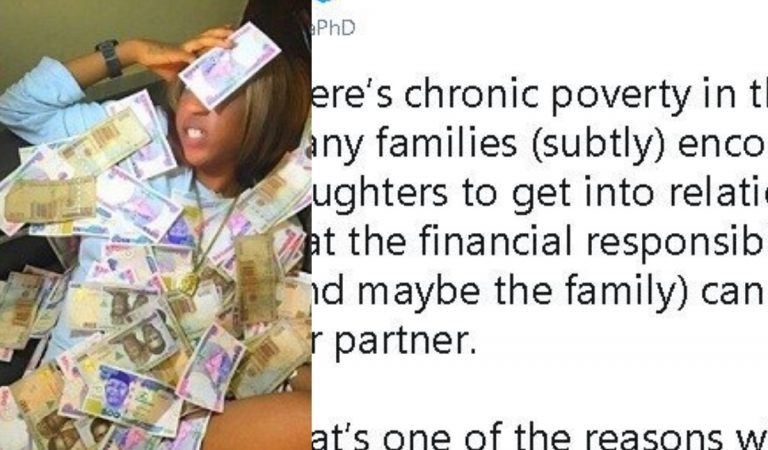 aPhD
ere's chronic poverty in th
any families (subtly) enco
ughters to get into relatio
at the financial responsib
nd maybe the family) can
r partner.
at's one of the reasons w
500